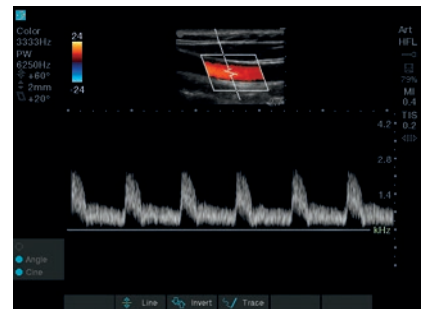 Color
3333Hz
PW
6250Hz
+60°
2mm
+20°
24
-24
Art
HFL
79%
MI
0.4
TIS
0.2
4.2
2.8
1.4
kHz
Angle
Cine
Line
Invert
Trace